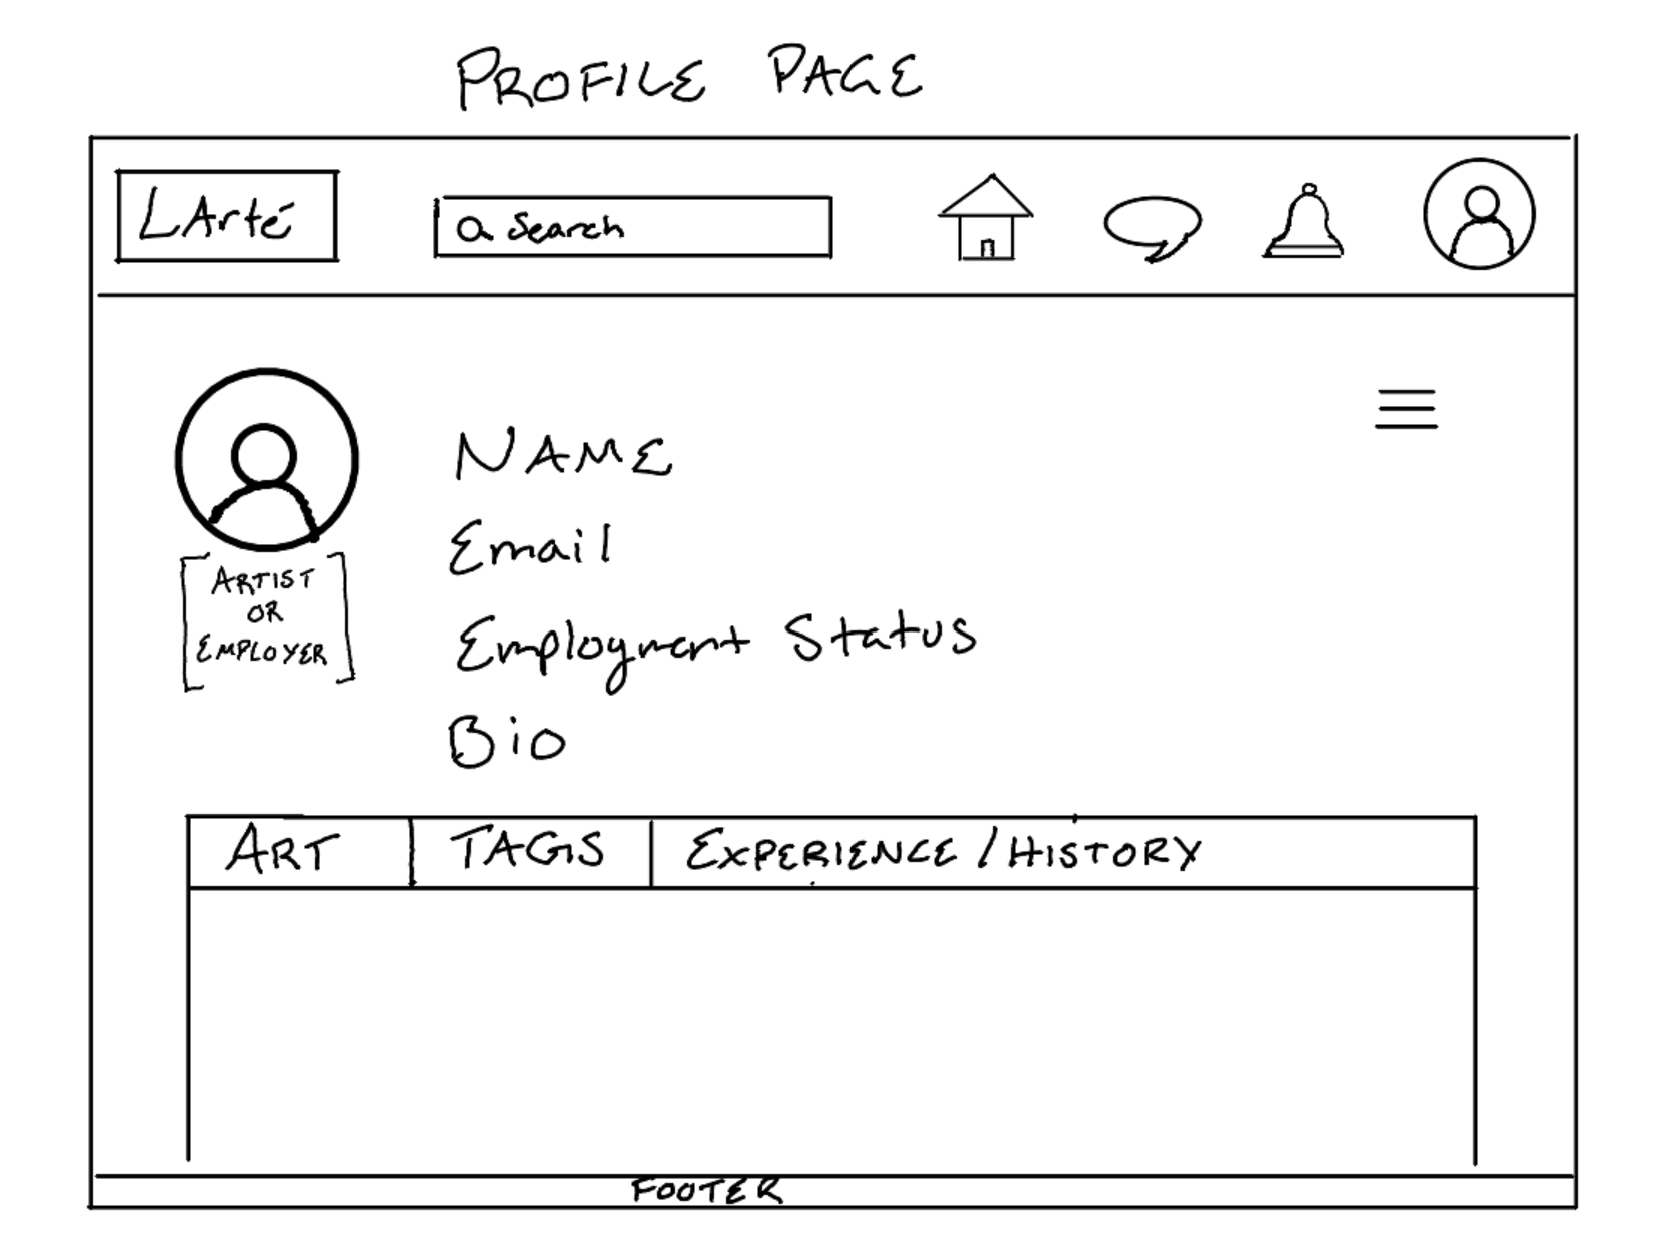 PROFILE PAGE
LArté
Search
NAME
Email
ARTIST
OR
EMPLOYER
Employment Status
Bio
ART TAGS EXPERIENCE / HISTORY
FOOTER